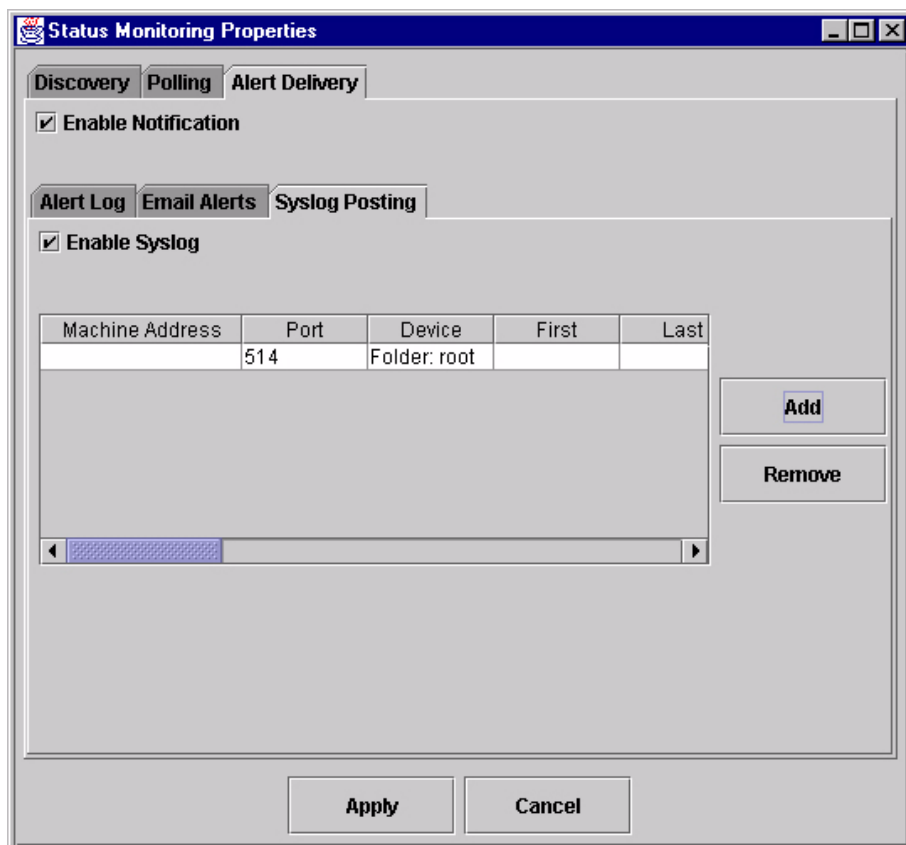 Status Monitoring Properties
Discovery Polling Alert Delivery
Enable Notification
Alert Log Email Alerts Syslog Posting
Enable Syslog
Machine Address Port Device First Last
514 Folder: root
Add
Remove
Apply Cancel